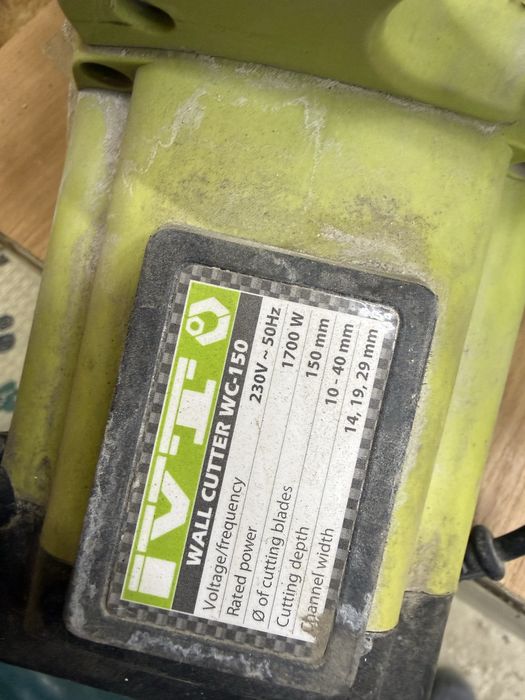 IVT
WALL CUTTER WC-150
Voltage/frequency 230V ~ 50Hz
Rated power 1700 W
Ø of cutting blades 150 mm
Cutting depth 10 - 40 mm
Channel width 14, 19, 29 mm